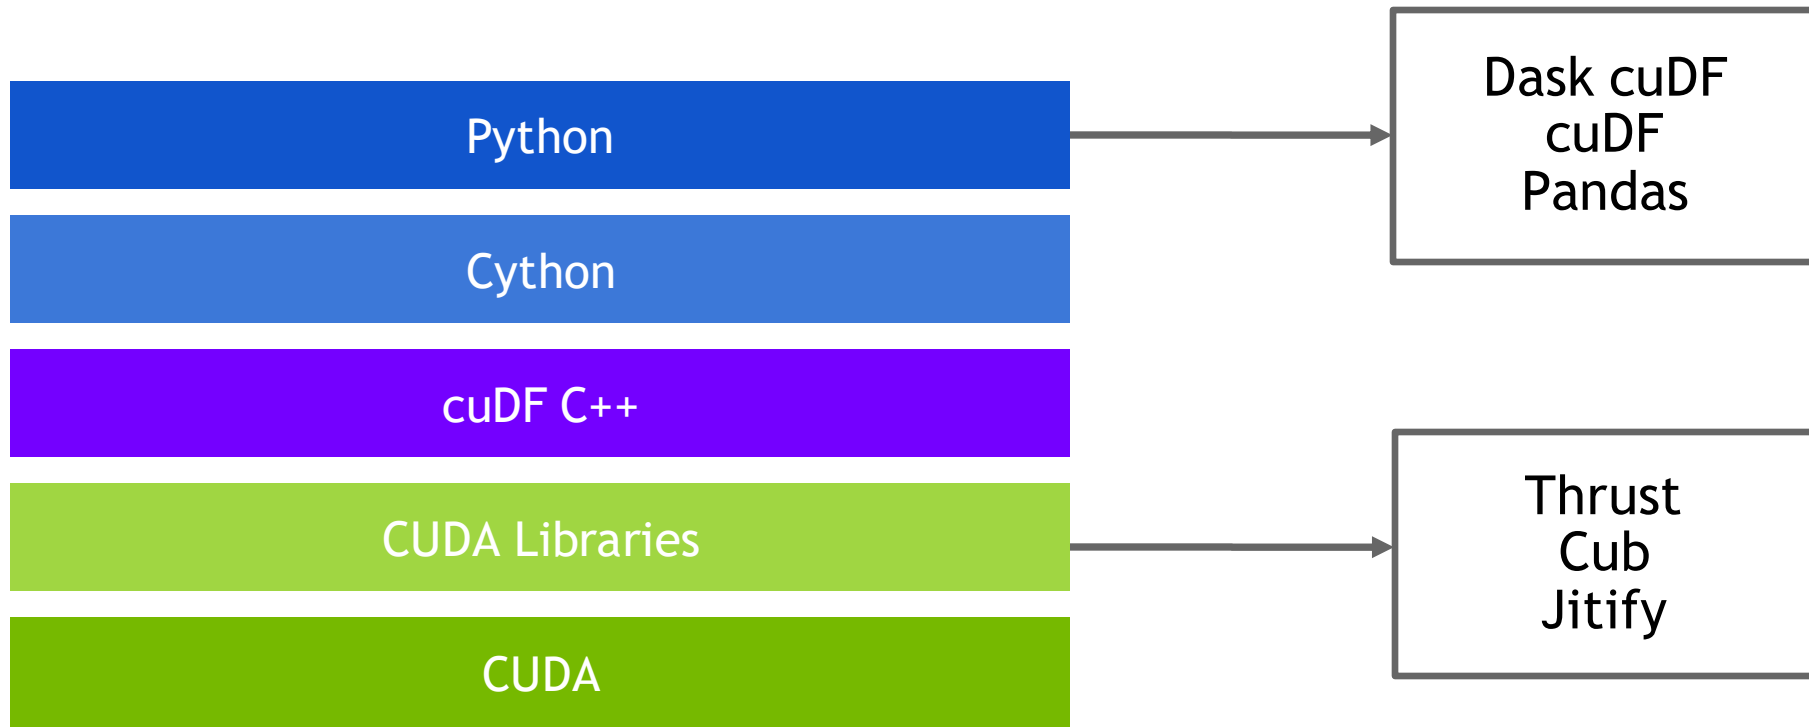 Python
Cython
cuDF C++
CUDA Libraries
CUDA
Dask cuDF
cuDF
Pandas
Thrust
Cub
Jitify